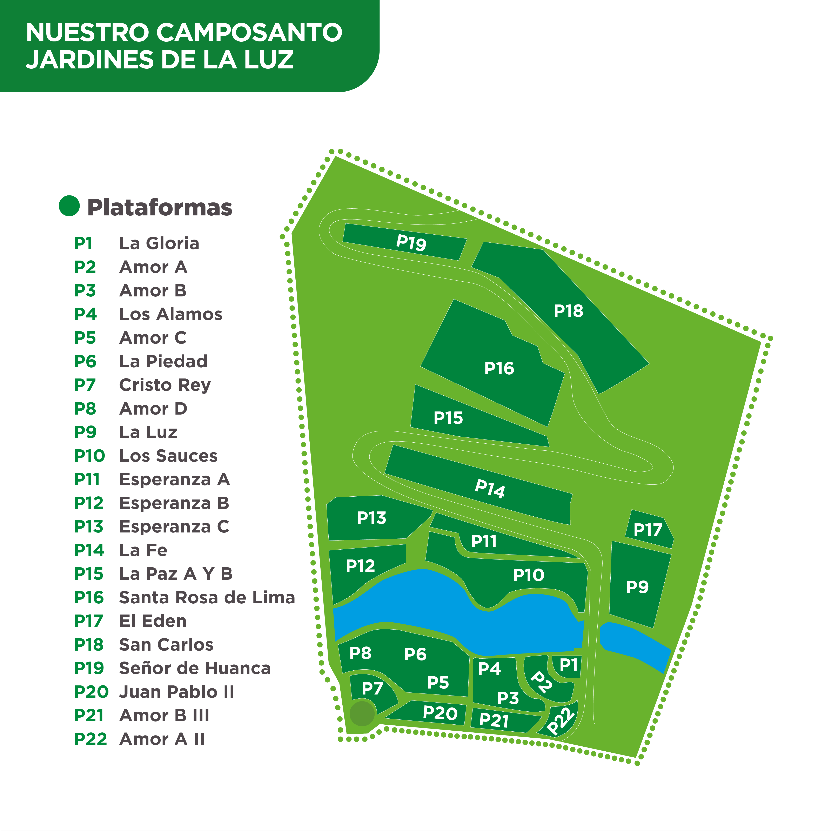 NUESTRO CAMPOSANTO
JARDINES DE LA LUZ
Plataformas
P1 La Gloria
P2 Amor A
P3 Amor B
P4 Los Alamos
P5 Amor C
P6 La Piedad
P7 Cristo Rey
P8 Amor D
P9 La Luz
P10 Los Sauces
P11 Esperanza A
P12 Esperanza B
P13 Esperanza C
P14 La Fe
P15 La Paz A Y B
P16 Santa Rosa de Lima
P17 El Eden
P18 San Carlos
P19 Señor de Huanca
P20 Juan Pablo II
P21 Amor B III
P22 Amor A II
P19
P18
P16
P15
P14
P13
P17
P11
P12
P10
P9
P8
P6
P4
P1
P5
P2
P7
P3
P20
P21
P22